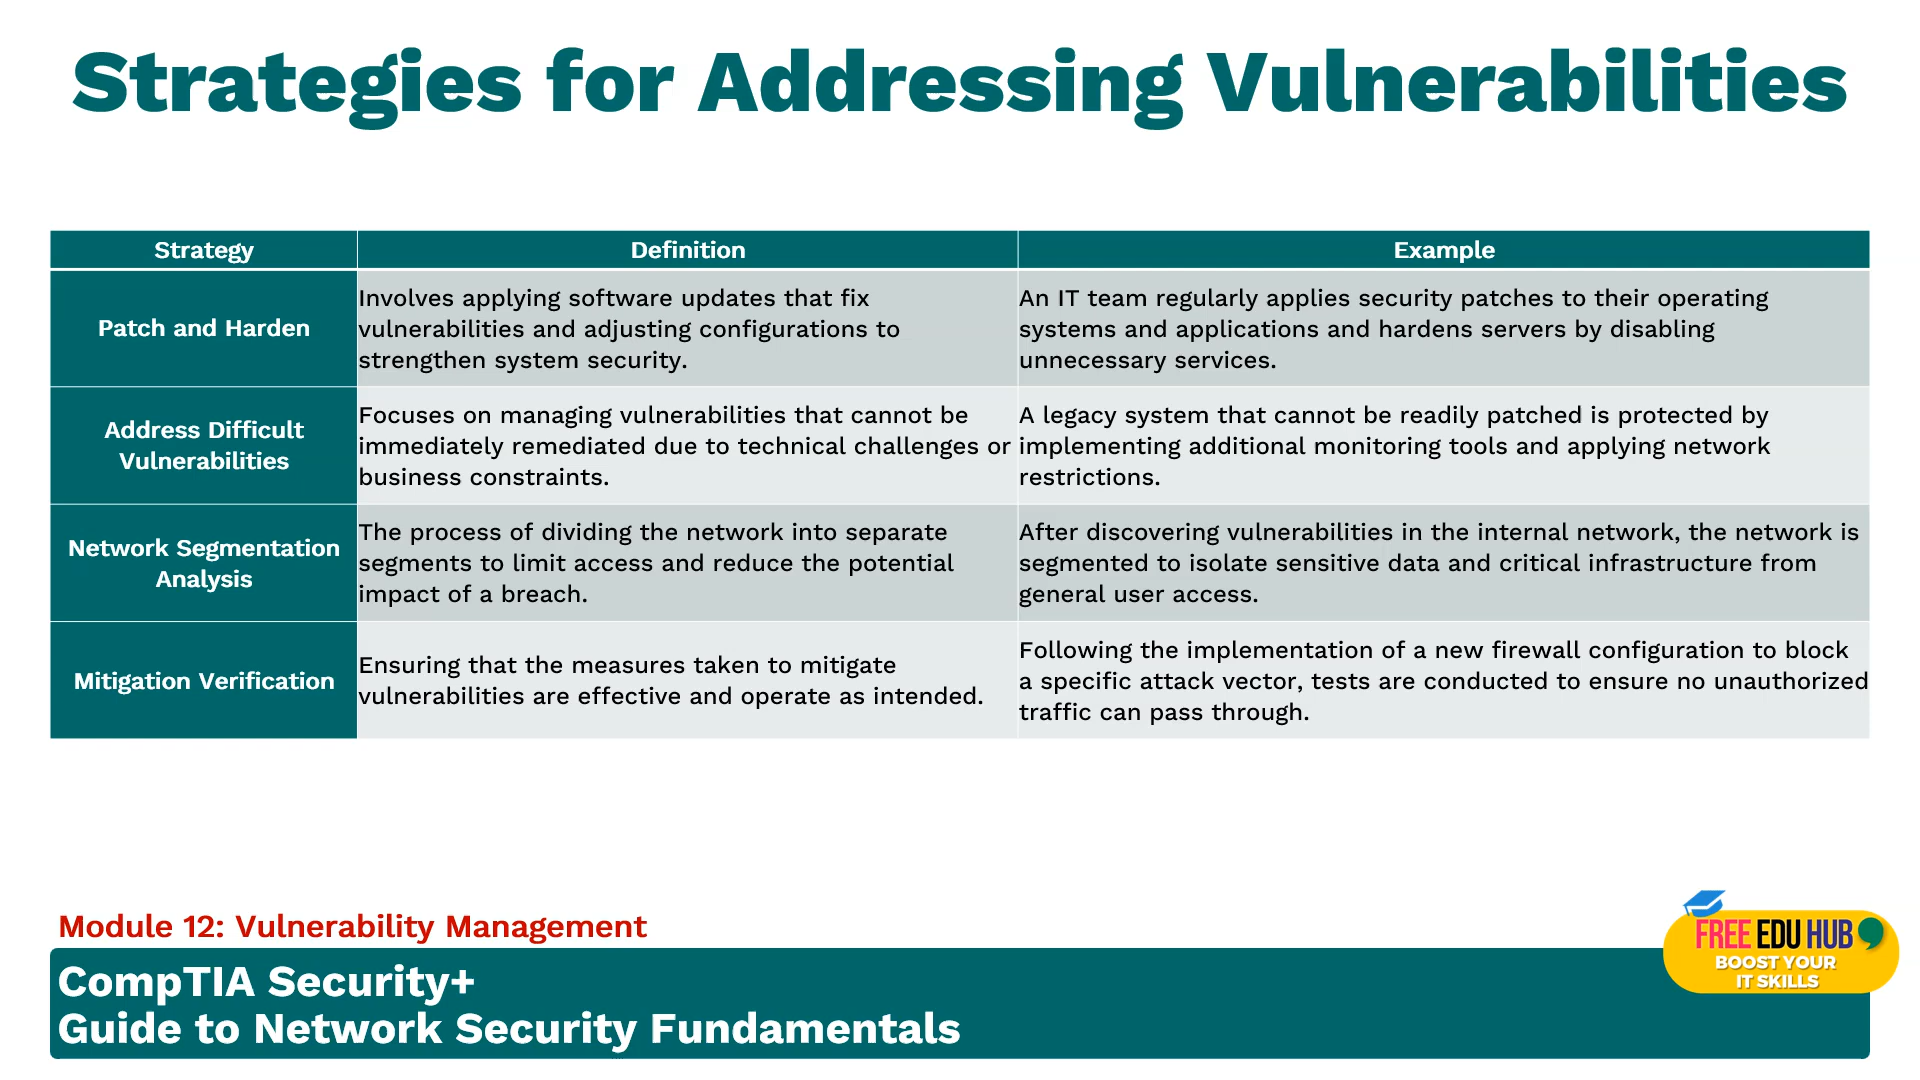 Strategies for Addressing Vulnerabilities
Strategy
Definition
Example
Patch and Harden
Involves applying software updates that fix
vulnerabilities and adjusting configurations to
strengthen system security.
An IT team regularly applies security patches to their operating
systems and applications and hardens servers by disabling
unnecessary services.
Address Difficult
Vulnerabilities
Focuses on managing vulnerabilities that cannot be
immediately remediated due to technical challenges or
business constraints.
A legacy system that cannot be readily patched is protected by
implementing additional monitoring tools and applying network
restrictions.
Network Segmentation
Analysis
The process of dividing the network into separate
segments to limit access and reduce the potential
impact of a breach.
After discovering vulnerabilities in the internal network, the network is
segmented to isolate sensitive data and critical infrastructure from
general user access.
Mitigation Verification
Ensuring that the measures taken to mitigate
vulnerabilities are effective and operate as intended.
Following the implementation of a new firewall configuration to block
a specific attack vector, tests are conducted to ensure no unauthorized
traffic can pass through.
Module 12: Vulnerability Management
CompTIA Security+
Guide to Network Security Fundamentals
FREE EDU HUB
BOOST YOUR
IT SKILLS